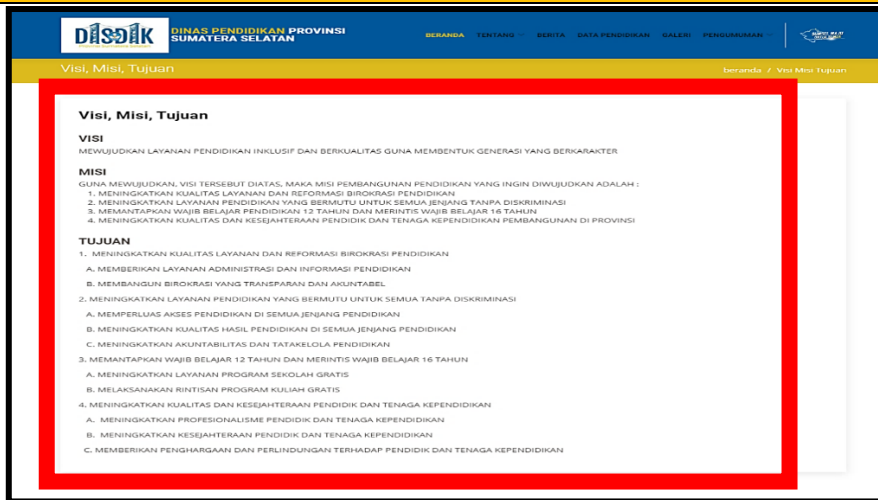 DISDIK
DINAS PENDIDIKAN PROVINSI
SUMATERA SELATAN
BERANDA TENTANG BERITA DATA PENDIDIKAN GALERI PENGUMUMAN
Visi, Misi, Tujuan
beranda / Visi Misi Tujuan
Visi, Misi, Tujuan
VISI
MEWUJUDKAN LAYANAN PENDIDIKAN INKLUSIF DAN BERKUALITAS GUNA MEMBENTUK GENERASI YANG BERKARAKTER
MISI
GUNA MEWUJUDKAN, VISI TERSEBUT DIATAS, MAKA MISI PEMBANGUNAN PENDIDIKAN YANG INGIN DIWUJUDKAN ADALAH :
1. MENINGKATKAN KUALITAS LAYANAN DAN REFORMASI BIROKRASI PENDIDIKAN
2. MENINGKATKAN LAYANAN PENDIDIKAN YANG BERMUTU UNTUK SEMUA JENJANG TANPA DISKRIMINASI
3. MEMANTAPKAN WAJIB BELAJAR PENDIDIKAN 12 TAHUN DAN MERINTIS WAJIB BELAJAR 16 TAHUN
4. MENINGKATKAN KUALITAS DAN KESEJAHTERAAN PENDIDIK DAN TENAGA KEPENDIDIKAN PEMBANGUNAN DI PROVINSI
TUJUAN
1. MENINGKATKAN KUALITAS LAYANAN DAN REFORMASI BIROKRASI PENDIDIKAN
A. MEMBERIKAN LAYANAN ADMINISTRASI DAN INFORMASI PENDIDIKAN
B. MEMBANGUN BIROKRASI YANG TRANSPARAN DAN AKUNTABEL
2. MENINGKATKAN LAYANAN PENDIDIKAN YANG BERMUTU UNTUK SEMUA TANPA DISKRIMINASI
A. MEMPERLUAS AKSES PENDIDIKAN DI SEMUA JENJANG PENDIDIKAN
B. MENINGKATKAN KUALITAS HASIL PENDIDIKAN DI SEMUA JENJANG PENDIDIKAN
C. MENINGKATKAN AKUNTABILITAS DAN TATAKELOLA PENDIDIKAN
3. MEMANTAPKAN WAJIB BELAJAR 12 TAHUN DAN MERINTIS WAJIB BELAJAR 16 TAHUN
A. MENINGKATKAN LAYANAN PROGRAM SEKOLAH GRATIS
B. MELAKSANAKAN RINTISAN PROGRAM KULIAH GRATIS
4. MENINGKATKAN KUALITAS DAN KESEJAHTERAAN PENDIDIK DAN TENAGA KEPENDIDIKAN
A. MENINGKATKAN PROFESIONALISME PENDIDIK DAN TENAGA KEPENDIDIKAN
B. MENINGKATKAN KESEJAHTERAAN PENDIDIK DAN TENAGA KEPENDIDIKAN
C. MEMBERIKAN PENGHARGAAN DAN PERLINDUNGAN TERHADAP PENDIDIK DAN TENAGA KEPENDIDIKAN